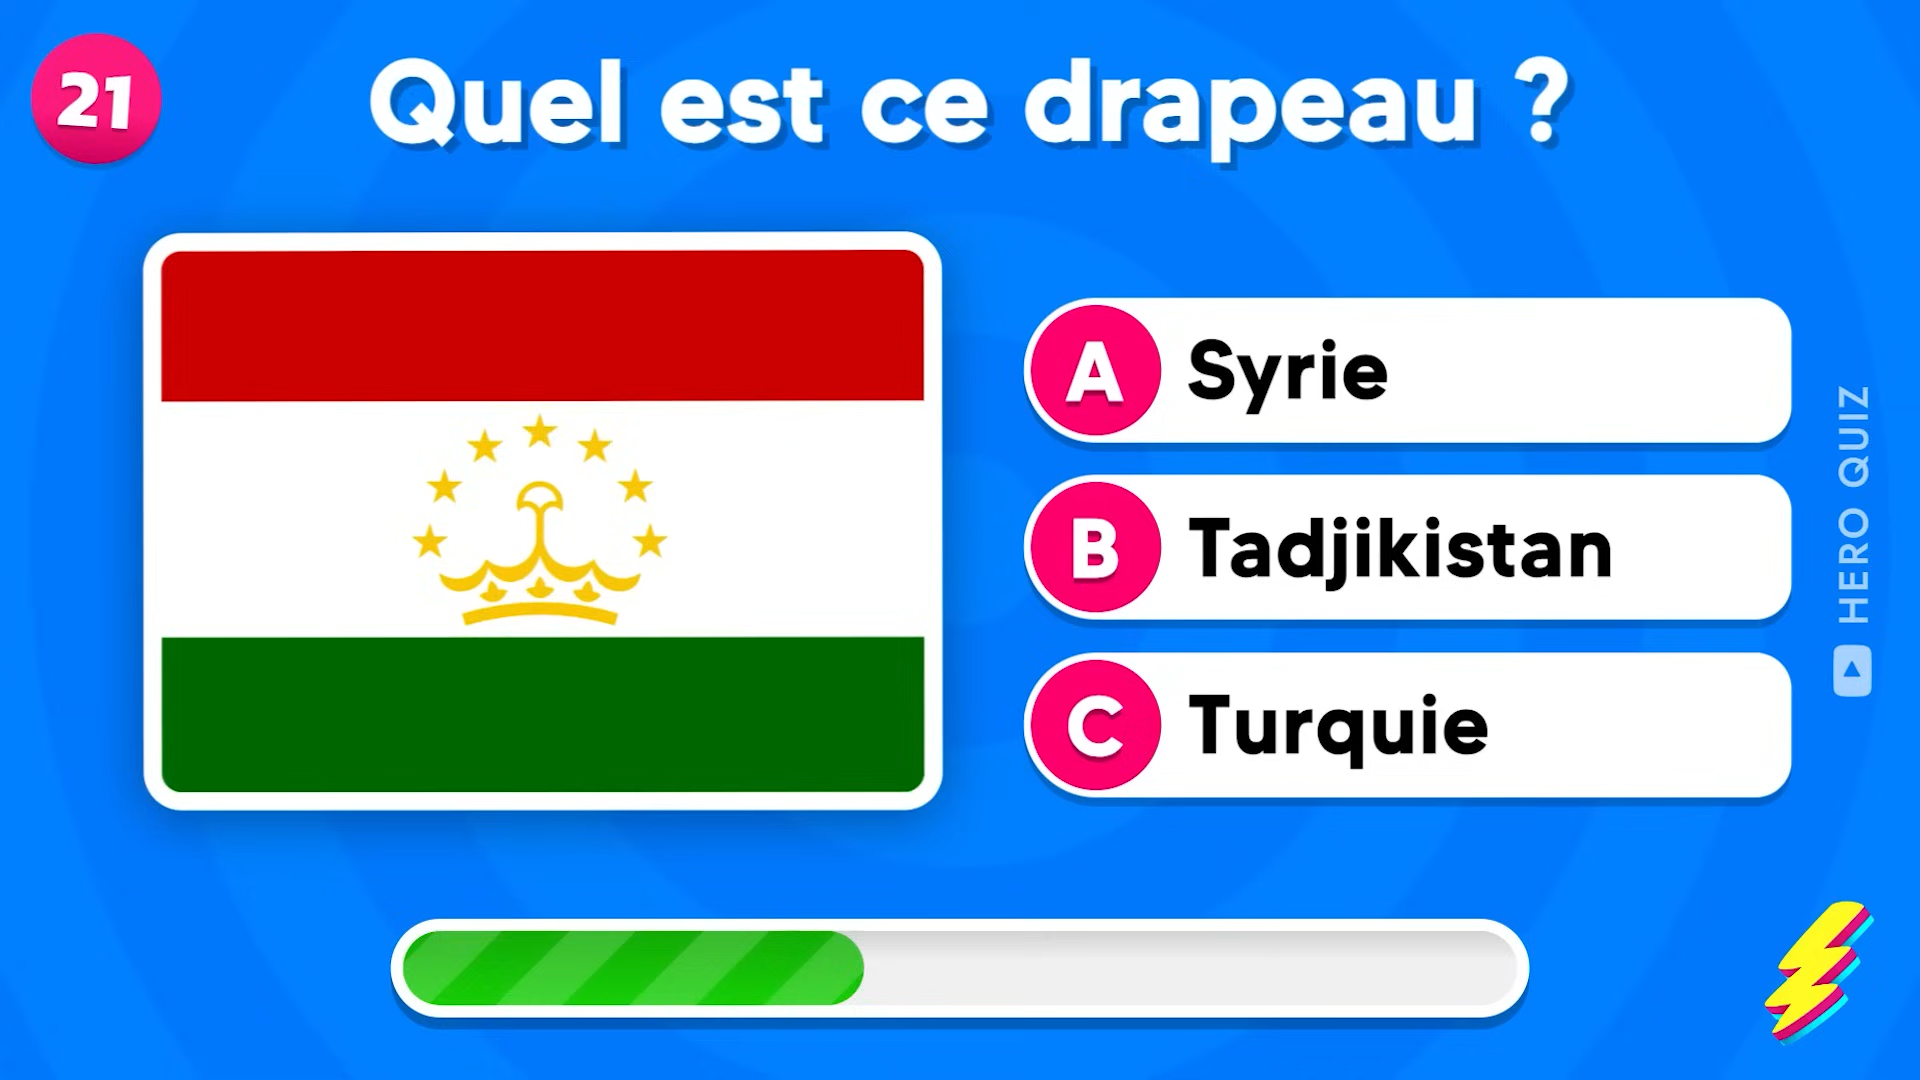 21
Quel est ce drapeau ?
A Syrie
B Tadjikistan
C Turquie
HERO QUIZ